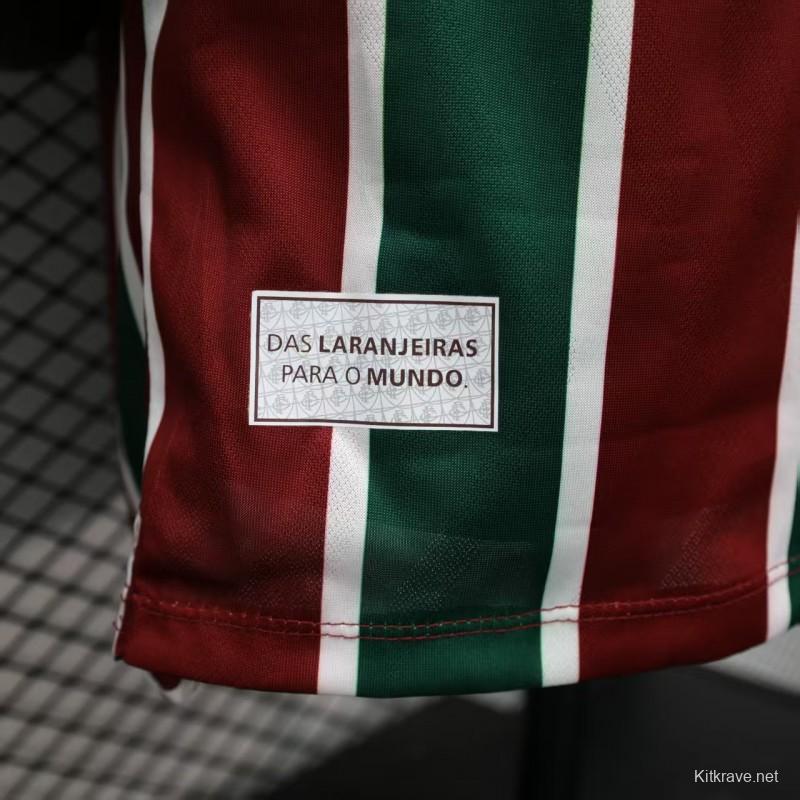 DAS LARANJEIRAS
PARA O MUNDO.
Kitkrave.net